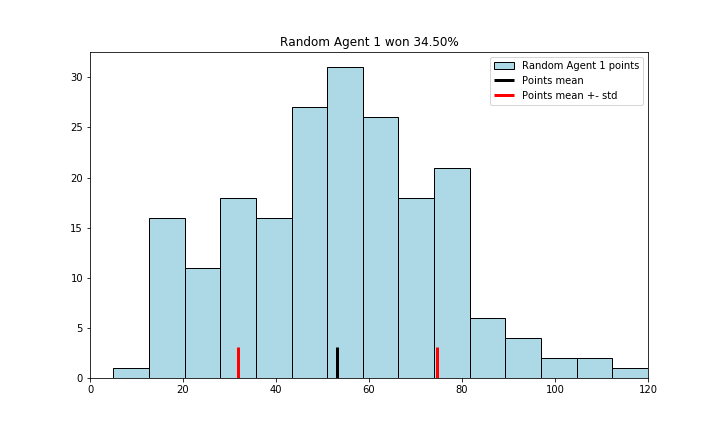 Random Agent 1 won 34.50%
Random Agent 1 points
Points mean
Points mean +- std
30
25
20
15
10
5
0
0 20 40 60 80 100 120